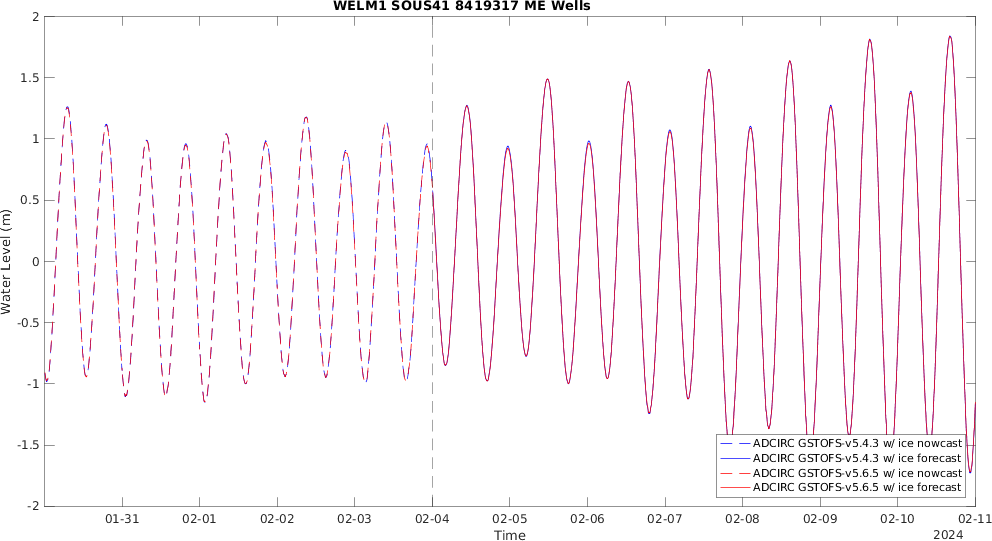 WELM1 SOUS41 8419317 ME Wells
Water Level (m)
2
1.5
1
0.5
0
-0.5
-1
-1.5
-2
ADCIRC GSTOFS-v5.4.3 w/ ice nowcast
ADCIRC GSTOFS-v5.4.3 w/ ice forecast
ADCIRC GSTOFS-v5.6.5 w/ ice nowcast
ADCIRC GSTOFS-v5.6.5 w/ ice forecast
01-31 02-01 02-02 02-03 02-04 02-05 02-06 02-07 02-08 02-09 02-10 02-11
Time
2024